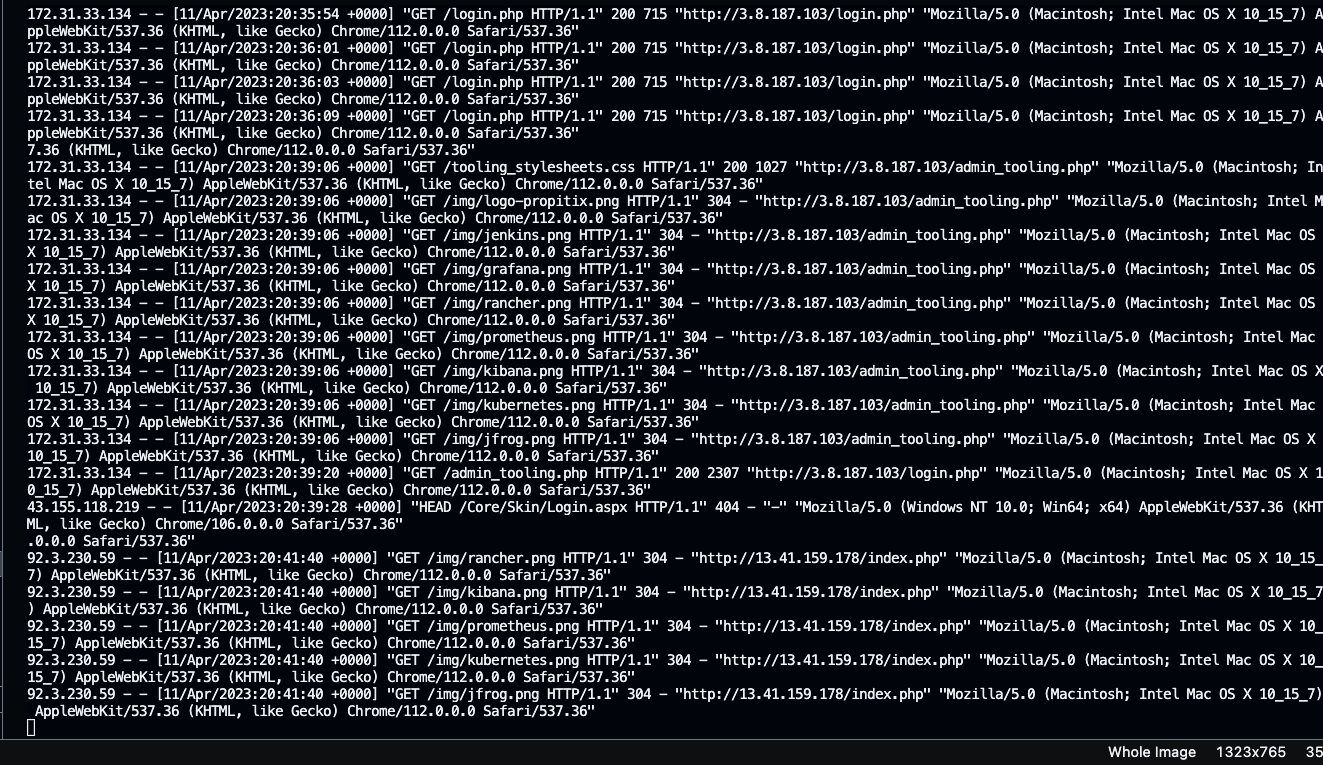 172.31.33.134 - - [11/Apr/2023:20:35:54 +0000] "GET /login.php HTTP/1.1" 200 715 "http://3.8.187.103/login.php" "Mozilla/5.0 (Macintosh; Intel Mac OS X 10_15_7) A
ppleWebKit/537.36 (KHTML, like Gecko) Chrome/112.0.0.0 Safari/537.36"
172.31.33.134 - - [11/Apr/2023:20:36:01 +0000] "GET /login.php HTTP/1.1" 200 715 "http://3.8.187.103/login.php" "Mozilla/5.0 (Macintosh; Intel Mac OS X 10_15_7) A
ppleWebKit/537.36 (KHTML, like Gecko) Chrome/112.0.0.0 Safari/537.36"
172.31.33.134 - - [11/Apr/2023:20:36:03 +0000] "GET /login.php HTTP/1.1" 200 715 "http://3.8.187.103/login.php" "Mozilla/5.0 (Macintosh; Intel Mac OS X 10_15_7) A
ppleWebKit/537.36 (KHTML, like Gecko) Chrome/112.0.0.0 Safari/537.36"
172.31.33.134 - - [11/Apr/2023:20:36:09 +0000] "GET /login.php HTTP/1.1" 200 715 "http://3.8.187.103/login.php" "Mozilla/5.0 (Macintosh; Intel Mac OS X 10_15_7) A
ppleWebKit/537.36 (KHTML, like Gecko) Chrome/112.0.0.0 Safari/537.36"
7.36 (KHTML, like Gecko) Chrome/112.0.0.0 Safari/537.36"
172.31.33.134 - - [11/Apr/2023:20:39:06 +0000] "GET /tooling_stylesheets.css HTTP/1.1" 200 1027 "http://3.8.187.103/admin_tooling.php" "Mozilla/5.0 (Macintosh; In
tel Mac OS X 10_15_7) AppleWebKit/537.36 (KHTML, like Gecko) Chrome/112.0.0.0 Safari/537.36"
172.31.33.134 - - [11/Apr/2023:20:39:06 +0000] "GET /img/logo-propitix.png HTTP/1.1" 304 - "http://3.8.187.103/admin_tooling.php" "Mozilla/5.0 (Macintosh; Intel M
ac OS X 10_15_7) AppleWebKit/537.36 (KHTML, like Gecko) Chrome/112.0.0.0 Safari/537.36"
172.31.33.134 - - [11/Apr/2023:20:39:06 +0000] "GET /img/jenkins.png HTTP/1.1" 304 - "http://3.8.187.103/admin_tooling.php" "Mozilla/5.0 (Macintosh; Intel Mac OS
X 10_15_7) AppleWebKit/537.36 (KHTML, like Gecko) Chrome/112.0.0.0 Safari/537.36"
172.31.33.134 - - [11/Apr/2023:20:39:06 +0000] "GET /img/grafana.png HTTP/1.1" 304 - "http://3.8.187.103/admin_tooling.php" "Mozilla/5.0 (Macintosh; Intel Mac OS
X 10_15_7) AppleWebKit/537.36 (KHTML, like Gecko) Chrome/112.0.0.0 Safari/537.36"
172.31.33.134 - - [11/Apr/2023:20:39:06 +0000] "GET /img/rancher.png HTTP/1.1" 304 - "http://3.8.187.103/admin_tooling.php" "Mozilla/5.0 (Macintosh; Intel Mac OS
X 10_15_7) AppleWebKit/537.36 (KHTML, like Gecko) Chrome/112.0.0.0 Safari/537.36"
172.31.33.134 - - [11/Apr/2023:20:39:06 +0000] "GET /img/prometheus.png HTTP/1.1" 304 - "http://3.8.187.103/admin_tooling.php" "Mozilla/5.0 (Macintosh; Intel Mac
OS X 10_15_7) AppleWebKit/537.36 (KHTML, like Gecko) Chrome/112.0.0.0 Safari/537.36"
172.31.33.134 - - [11/Apr/2023:20:39:06 +0000] "GET /img/kibana.png HTTP/1.1" 304 - "http://3.8.187.103/admin_tooling.php" "Mozilla/5.0 (Macintosh; Intel Mac OS X
 10_15_7) AppleWebKit/537.36 (KHTML, like Gecko) Chrome/112.0.0.0 Safari/537.36"
172.31.33.134 - - [11/Apr/2023:20:39:06 +0000] "GET /img/kubernetes.png HTTP/1.1" 304 - "http://3.8.187.103/admin_tooling.php" "Mozilla/5.0 (Macintosh; Intel Mac
OS X 10_15_7) AppleWebKit/537.36 (KHTML, like Gecko) Chrome/112.0.0.0 Safari/537.36"
172.31.33.134 - - [11/Apr/2023:20:39:06 +0000] "GET /img/jfrog.png HTTP/1.1" 304 - "http://3.8.187.103/admin_tooling.php" "Mozilla/5.0 (Macintosh; Intel Mac OS X
10_15_7) AppleWebKit/537.36 (KHTML, like Gecko) Chrome/112.0.0.0 Safari/537.36"
172.31.33.134 - - [11/Apr/2023:20:39:20 +0000] "GET /admin_tooling.php HTTP/1.1" 200 2307 "http://3.8.187.103/login.php" "Mozilla/5.0 (Macintosh; Intel Mac OS X 1
0_15_7) AppleWebKit/537.36 (KHTML, like Gecko) Chrome/112.0.0.0 Safari/537.36"
43.155.118.219 - - [11/Apr/2023:20:39:28 +0000] "HEAD /Core/Skin/Login.aspx HTTP/1.1" 404 - "-" "Mozilla/5.0 (Windows NT 10.0; Win64; x64) AppleWebKit/537.36 (KHT
ML, like Gecko) Chrome/106.0.0.0 Safari/537.36"
.0.0.0 Safari/537.36"
92.3.230.59 - - [11/Apr/2023:20:41:40 +0000] "GET /img/rancher.png HTTP/1.1" 304 - "http://13.41.159.178/index.php" "Mozilla/5.0 (Macintosh; Intel Mac OS X 10_15_
7) AppleWebKit/537.36 (KHTML, like Gecko) Chrome/112.0.0.0 Safari/537.36"
92.3.230.59 - - [11/Apr/2023:20:41:40 +0000] "GET /img/kibana.png HTTP/1.1" 304 - "http://13.41.159.178/index.php" "Mozilla/5.0 (Macintosh; Intel Mac OS X 10_15_7
) AppleWebKit/537.36 (KHTML, like Gecko) Chrome/112.0.0.0 Safari/537.36"
92.3.230.59 - - [11/Apr/2023:20:41:40 +0000] "GET /img/prometheus.png HTTP/1.1" 304 - "http://13.41.159.178/index.php" "Mozilla/5.0 (Macintosh; Intel Mac OS X 10_
15_7) AppleWebKit/537.36 (KHTML, like Gecko) Chrome/112.0.0.0 Safari/537.36"
92.3.230.59 - - [11/Apr/2023:20:41:40 +0000] "GET /img/kubernetes.png HTTP/1.1" 304 - "http://13.41.159.178/index.php" "Mozilla/5.0 (Macintosh; Intel Mac OS X 10_
15_7) AppleWebKit/537.36 (KHTML, like Gecko) Chrome/112.0.0.0 Safari/537.36"
92.3.230.59 - - [11/Apr/2023:20:41:40 +0000] "GET /img/jfrog.png HTTP/1.1" 304 - "http://13.41.159.178/index.php" "Mozilla/5.0 (Macintosh; Intel Mac OS X 10_15_7)
 AppleWebKit/537.36 (KHTML, like Gecko) Chrome/112.0.0.0 Safari/537.36"
Whole Image 1323x765 35